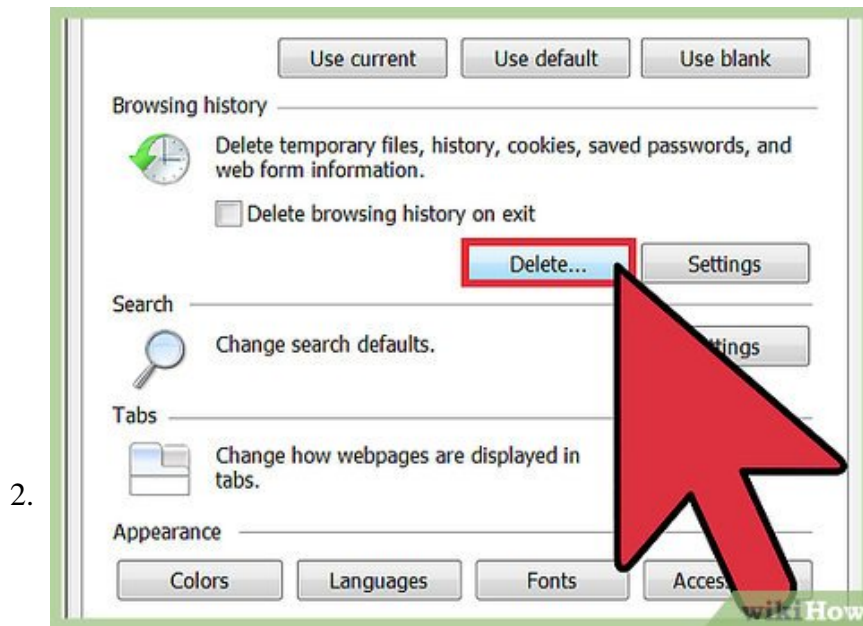 Use current Use default Use blank
Browsing history
Delete temporary files, history, cookies, saved passwords, and
web form information.
Delete browsing history on exit
Delete... Settings
Search
Change search defaults.
Tabs
Change how webpages are displayed in
tabs.
2.
Appearance
Colors Languages Fonts
wikiHow